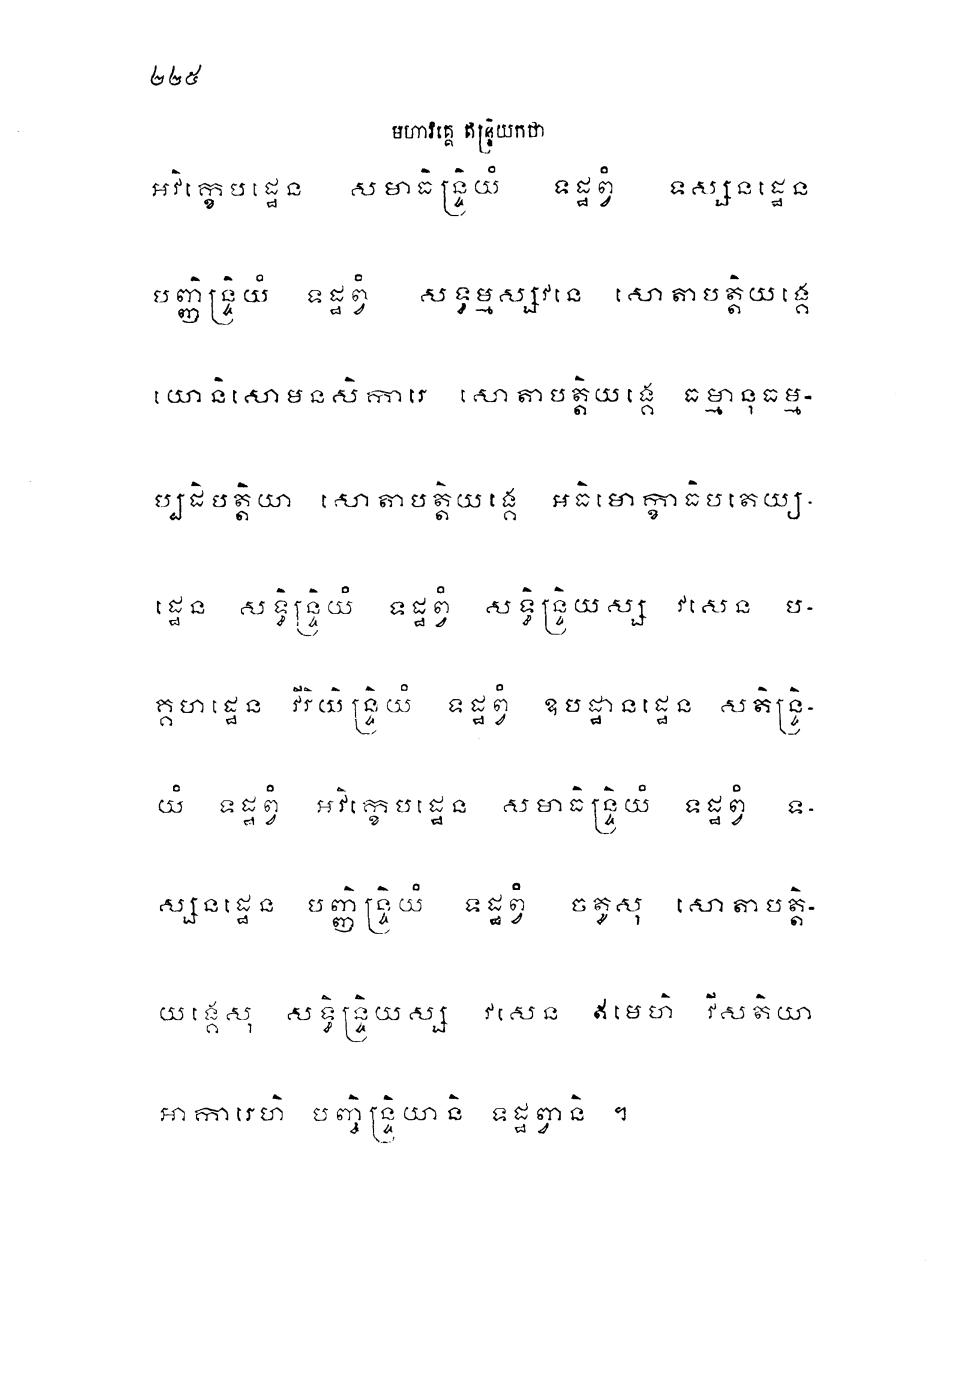 ២២៥
មហាវគ្គេ ឥន្ទ្រិយកថា
អវិក្ខេបដ្ឋេន សមាធិន្ទ្រិយំ ទដ្ឋព្វំ ទស្សនដ្ឋេន
បញ្ញិន្ទ្រិយំ ទដ្ឋព្វំ សទ្ធម្មស្សវនេ សោតាបត្តិយង្គេ
យោនិសោមនសិការេ សោតាបត្តិយង្គេ ធម្មានុធម្ម-
ប្បដិបត្តិយា សោតាបត្តិយង្គេ អធិមោក្ខាធិបតេយ្យ-
ដ្ឋេន សទ្ធិន្ទ្រិយំ ទដ្ឋព្វំ សទ្ធិន្ទ្រិយស្ស វសេន ប-
គ្គហដ្ឋេន វីរិយិន្ទ្រិយំ ទដ្ឋព្វំ ឧបដ្ឋានដ្ឋេន សតិន្ទ្រិ-
យំ ទដ្ឋព្វំ អវិក្ខេបដ្ឋេន សមាធិន្ទ្រិយំ ទដ្ឋព្វំ ទ-
ស្សនដ្ឋេន បញ្ញិន្ទ្រិយំ ទដ្ឋព្វំ ចតូសុ សោតាបត្តិ-
យង្គេសុ សទ្ធិន្ទ្រិយស្ស វសេន ឥមេហិ វីសតិយា
អាការេហិ បញ្ចិន្ទ្រិយានិ ទដ្ឋព្វានិ ។